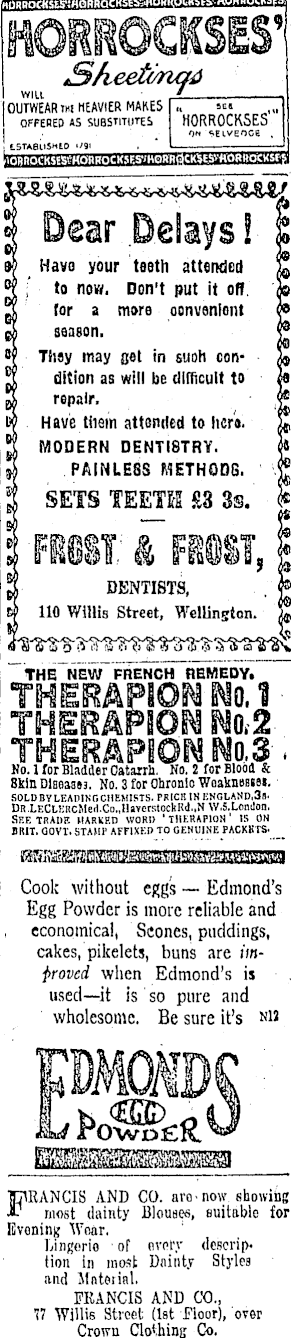 HORROCKSES' HORROCKSES' HORROCKSES' HORROCKSES
HORROCKSES'
Sheetings
WILL
OUTWEAR THE HEAVIER MAKES
OFFERED AS SUBSTITUTES
ESTABLISHED 1791
SEE
"HORROCKSES'"
ON SELVEDGE
HORROCKSES' HORROCKSES' HORROCKSES' HORROCKSES'
Dear Delays!
Have your teeth attended
to now. Don't put it off
for a more convenient
season.
They may get in such con-
dition as will be difficult to
repair.
Have them attended to here.
MODERN DENTISTRY.
PAINLESS METHODS.
SETS TEETH £3 3s.
FROST & FROST,
DENTISTS,
110 Willis Street, Wellington.
THE NEW FRENCH REMEDY.
THERAPION No. 1
THERAPION No. 2
THERAPION No. 3
No. 1 for Bladder Catarrh. No. 2 for Blood &
Skin Diseases. No. 3 for Chronic Weaknesses.
SOLD BY LEADING CHEMISTS. PRICE IN ENGLAND, 3s.
DR. LECLERC Med. Co., Haverstock Rd., N W. 5. London.
SEE TRADE MARKED WORD 'THERAPION' IS ON
BRIT. GOVT. STAMP AFFIXED TO GENUINE PACKETS.
Cook without eggs — Edmond's
Egg Powder is more reliable and
economical, Scones, puddings,
cakes, pikelets, buns are im-
proved when Edmond's is
used—it is so pure and
wholesome. Be sure it's N12
EDMONDS
EGG
POWDER
FRANCIS AND CO. are now showing
most dainty Blouses, suitable for
Evening Wear.
Lingerie of every descrip-
tion in most Dainty Styles
and Material.
FRANCIS AND CO.,
77 Willis Street (1st Floor), over
Crown Clothing Co.